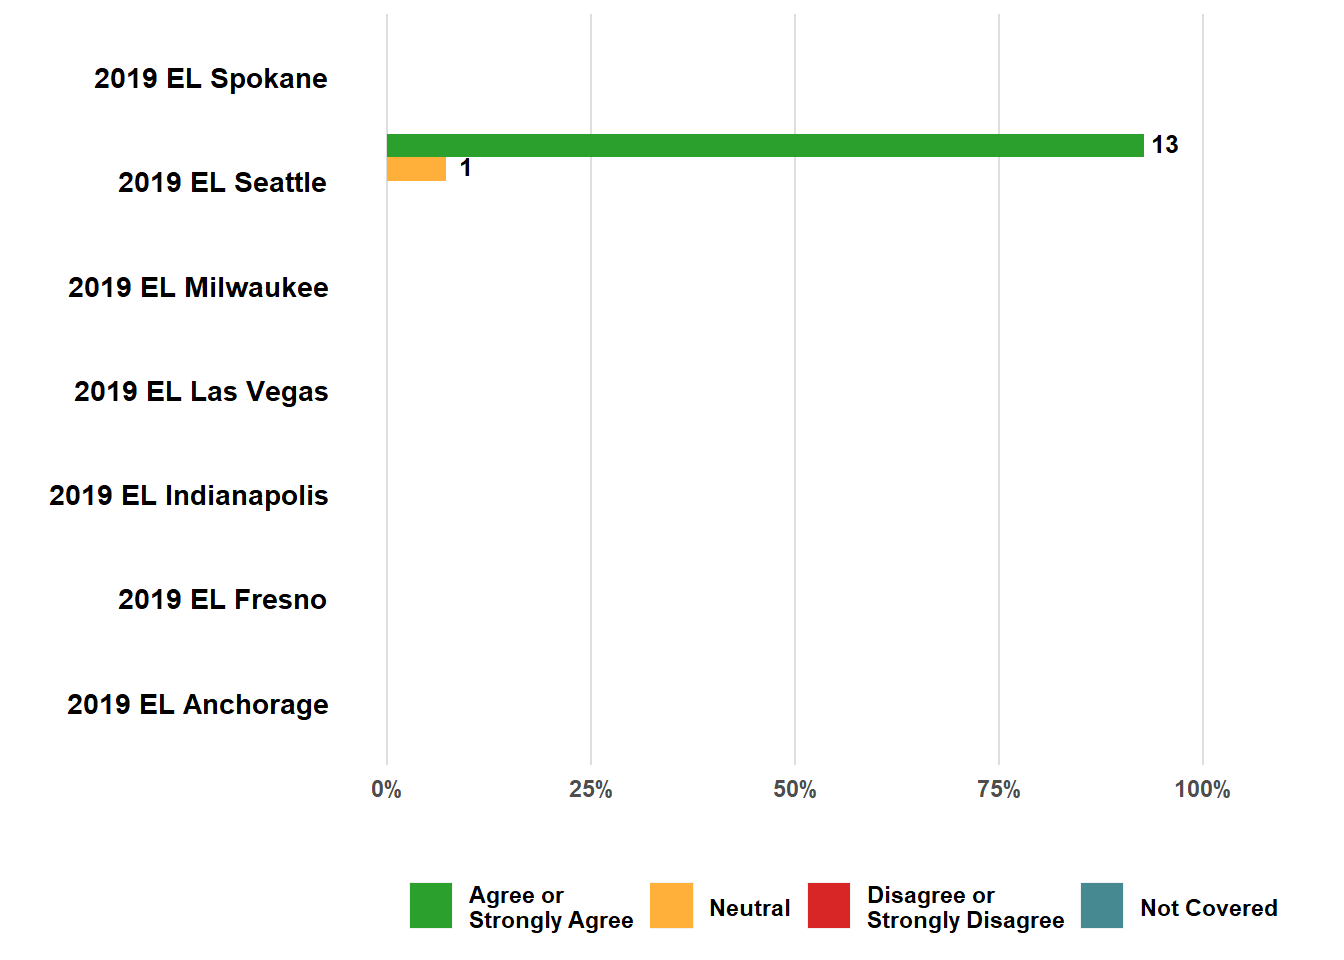 2019 EL Spokane
13
1
2019 EL Seattle
2019 EL Milwaukee
2019 EL Las Vegas
2019 EL Indianapolis
2019 EL Fresno
2019 EL Anchorage
0% 25% 50% 75% 100%
Agree or
Strongly Agree
Neutral
Disagree or
Strongly Disagree
Not Covered